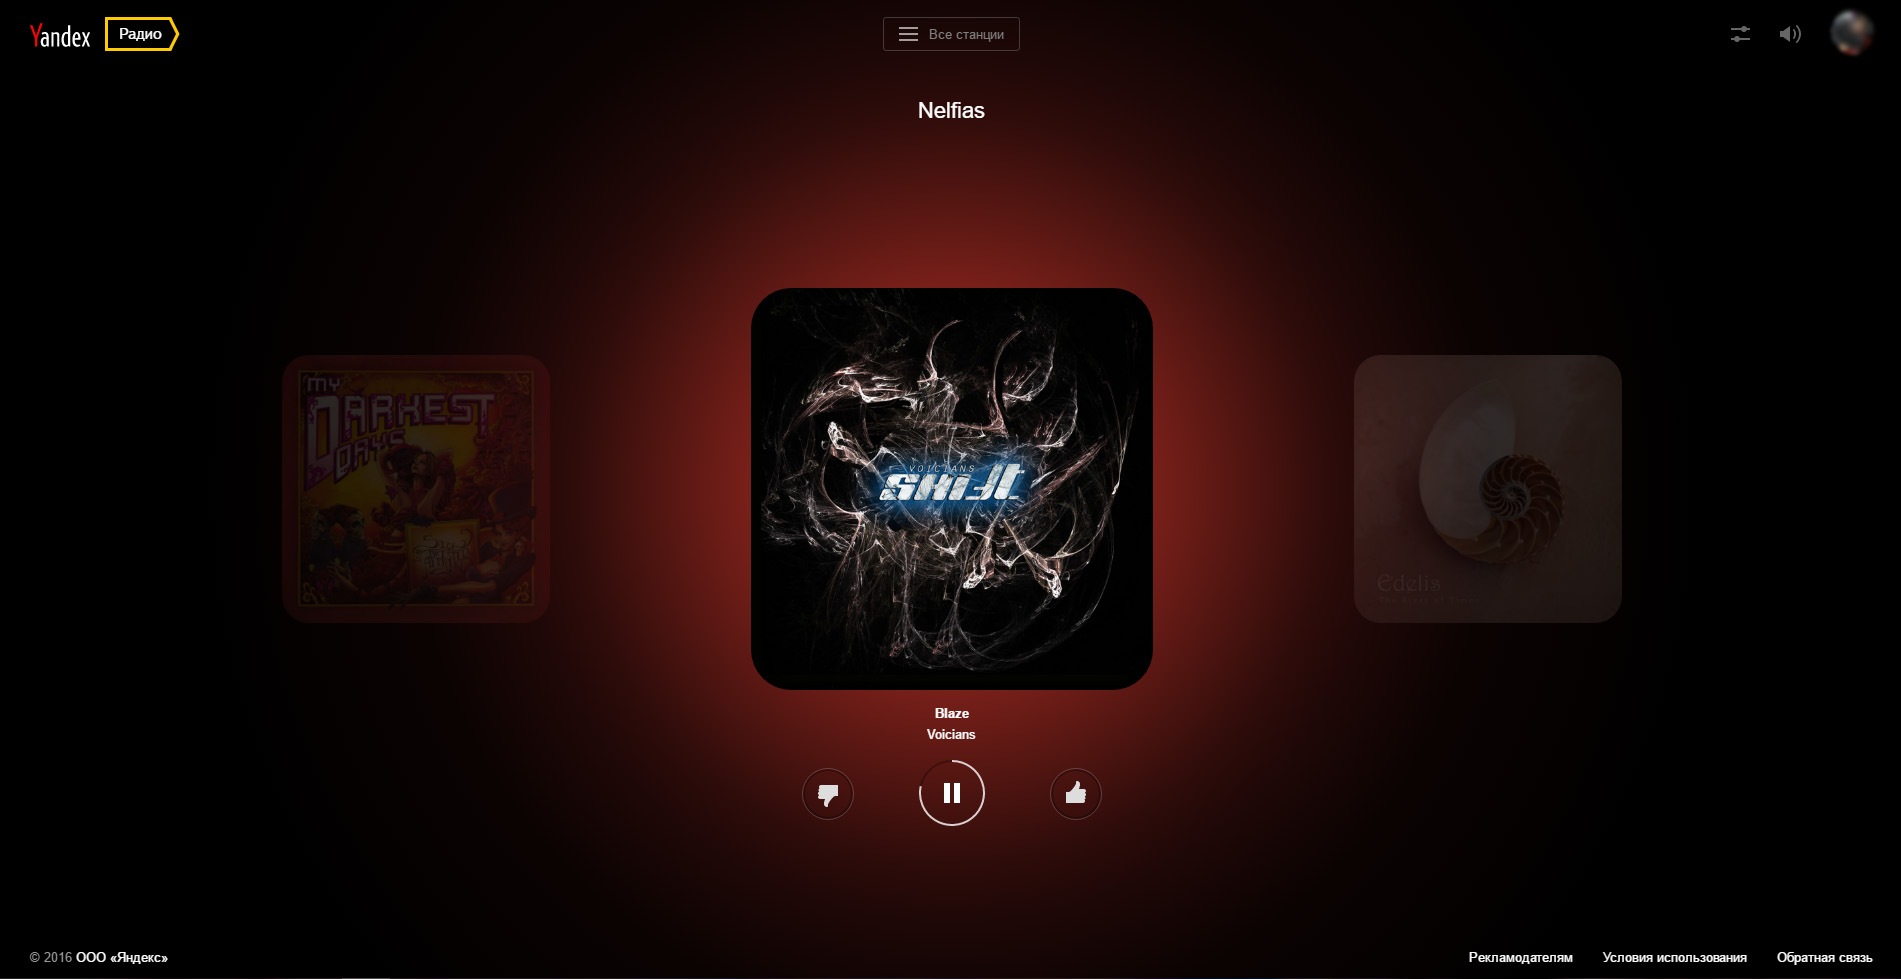 Yandex Радио
Все станции
Nelfias
MY
DARKEST
DAYS
VOICIANS
SHIFT
Edelis
Blaze
Voicians
© 2016 ООО «Яндекс»
Рекламодателям
Условия использования
Обратная связь